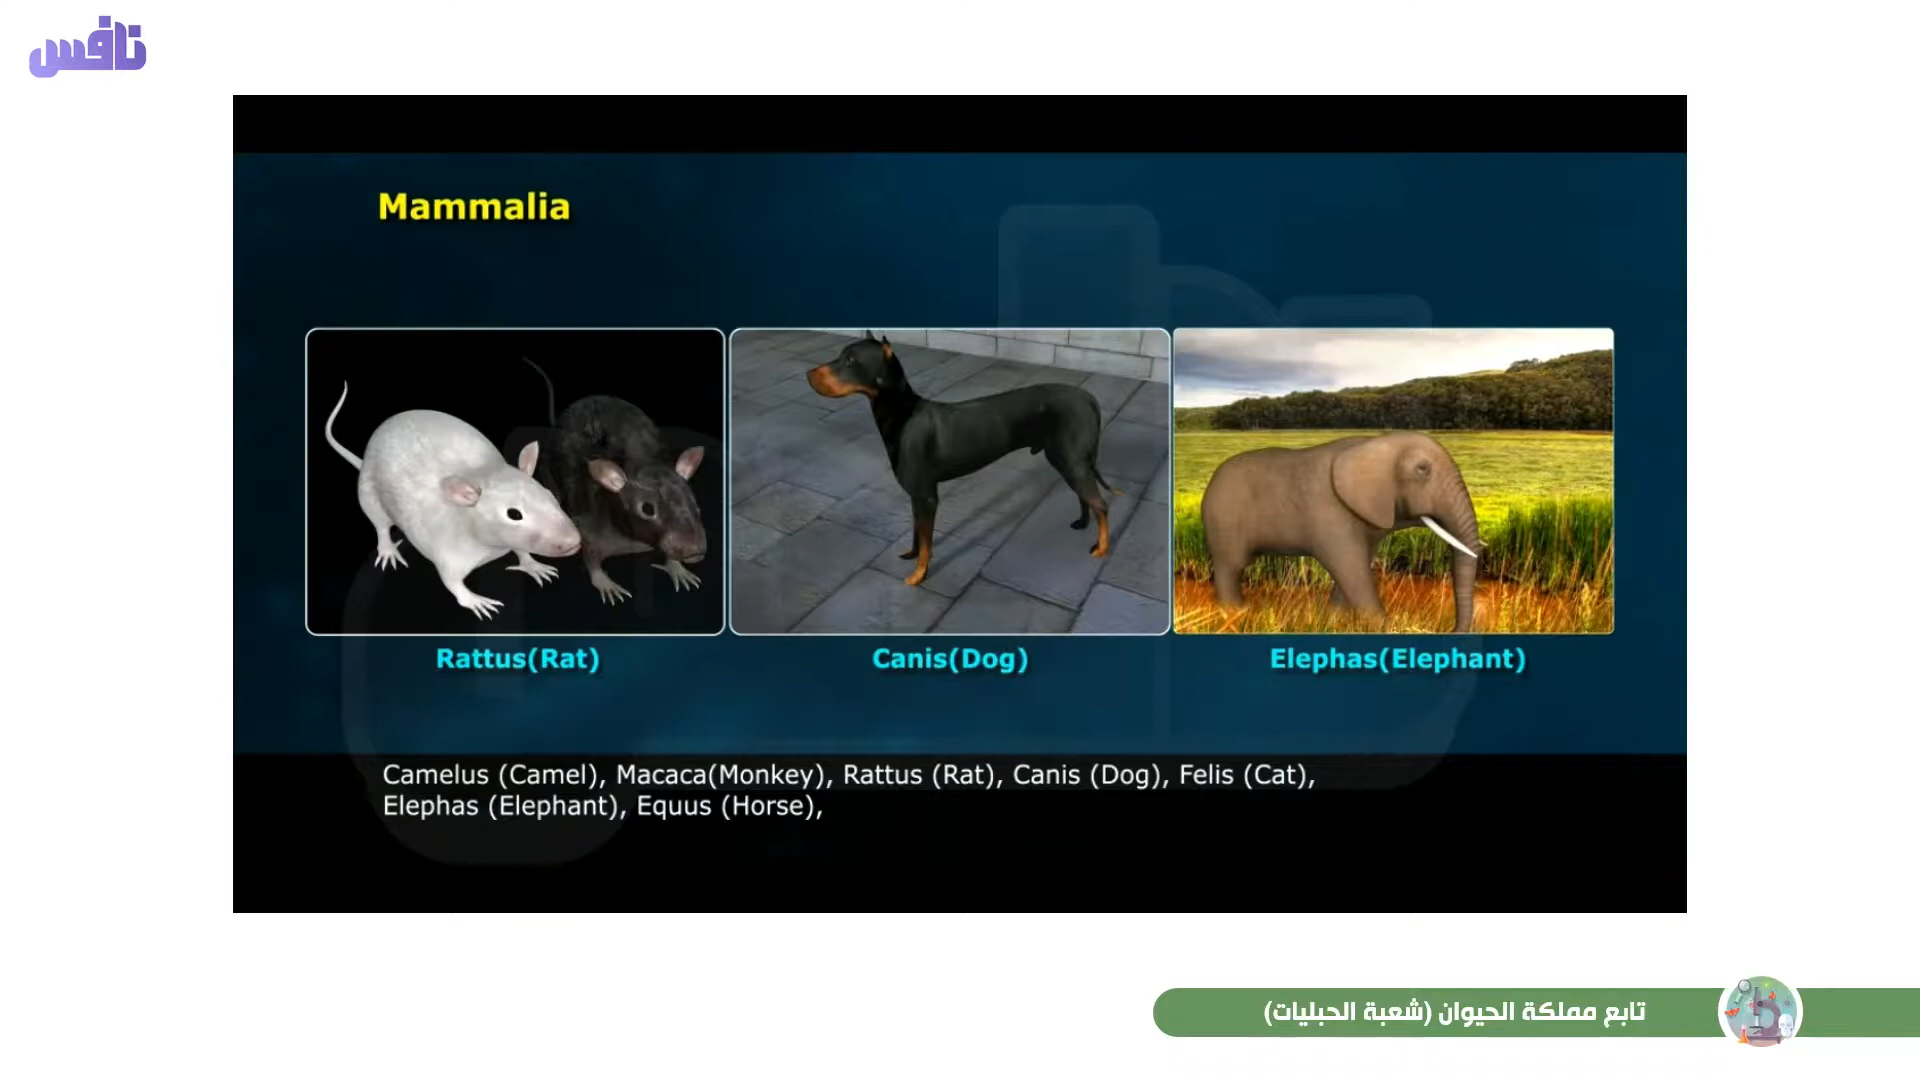 نافس
Mammalia
Rattus(Rat)
Canis(Dog)
Elephas(Elephant)
Camelus (Camel), Macaca(Monkey), Rattus (Rat), Canis (Dog), Felis (Cat),
Elephas (Elephant), Equus (Horse),
تابع مملكة الحيوان (شعبة الحبليات)